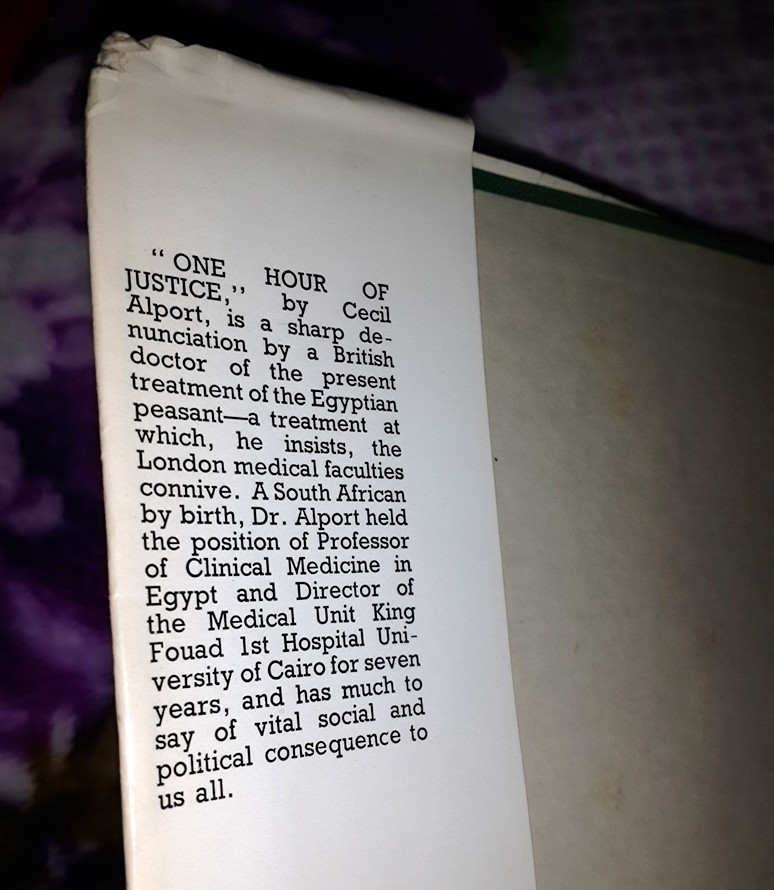 “ ONE HOUR OF
JUSTICE,” by Cecil
Alport, is a sharp de-
nunciation by a British
doctor of the present
treatment of the Egyptian
peasant—a treatment at
which, he insists, the
London medical faculties
connive. A South African
by birth, Dr. Alport held
the position of Professor
of Clinical Medicine in
Egypt and Director of
the Medical Unit King
Fouad 1st Hospital Uni-
versity of Cairo for seven
years, and has much to
say of vital social and
political consequence to
us all.